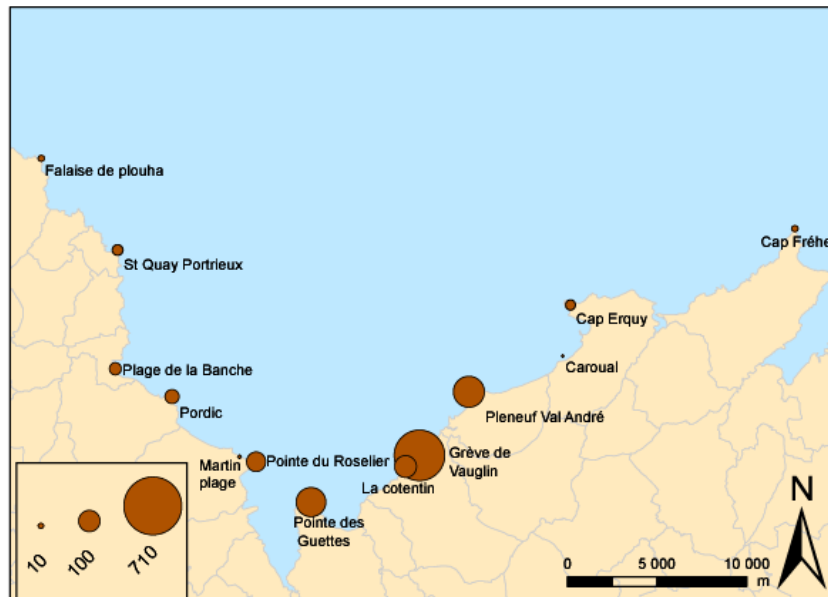 Falaise de plouha
St Quay Portrieux
Cap Fréhe
Cap Erquy
Caroual
Plage de la Banche
Pordic
Pleneuf Val André
Martin
plage
Pointe du Roselier
Grève de
Vauglin
La cotentin
Pointe des
Guettes
10
100
710
N
0
5 000
10 000
m